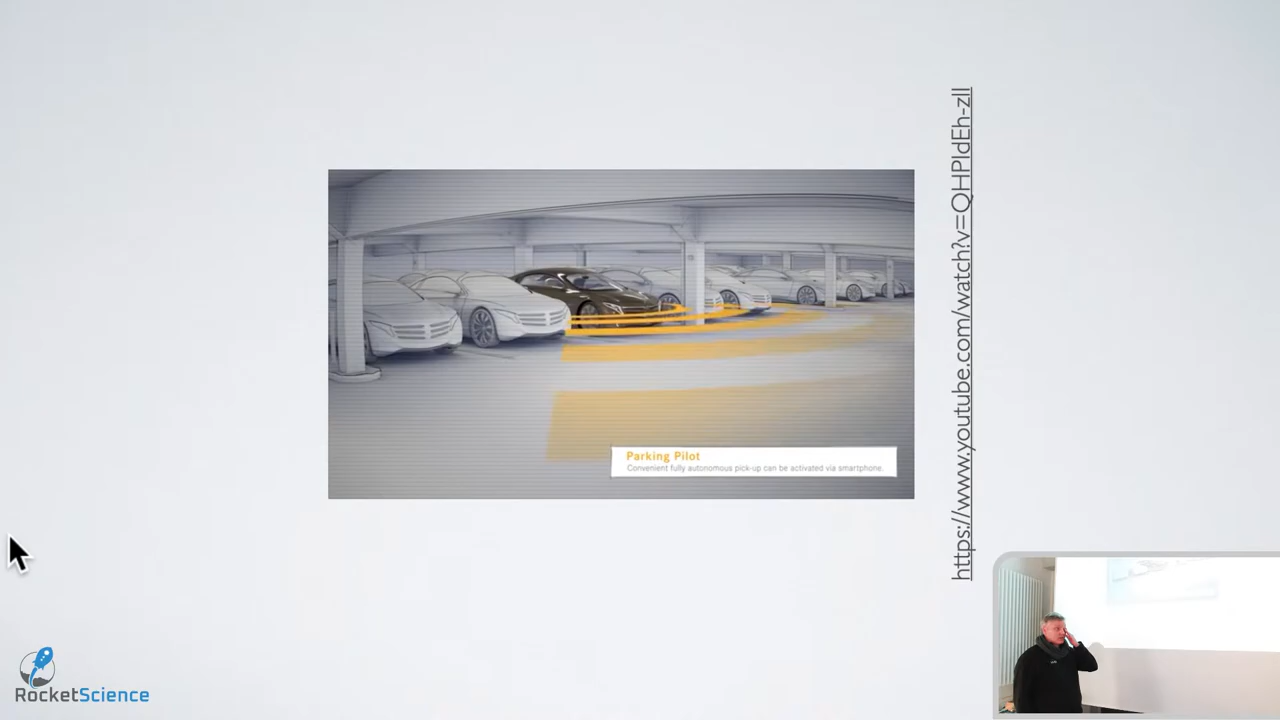 Parking Pilot
Convenient fully autonomous pick-up can be activated via smartphone.
https://www.youtube.com/watch?v=QHPIdEh-zlI
RocketScience